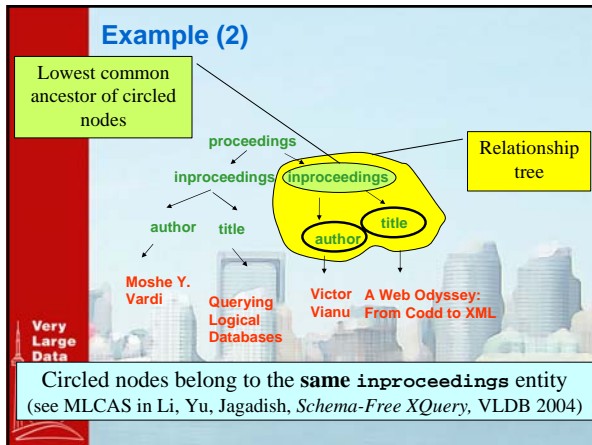 Example (2)
Lowest common
ancestor of circled
nodes
proceedings
Relationship
tree
inproceedings
inproceedings
author
title
author
title
Moshe Y.
Vardi
Querying
Logical
Databases
Victor
Vianu
A Web Odyssey:
From Codd to XML
Very
Large
Data
Circled nodes belong to the same inproceedings entity
(see MLCAS in Li, Yu, Jagadish, Schema-Free XQuery, VLDB 2004)